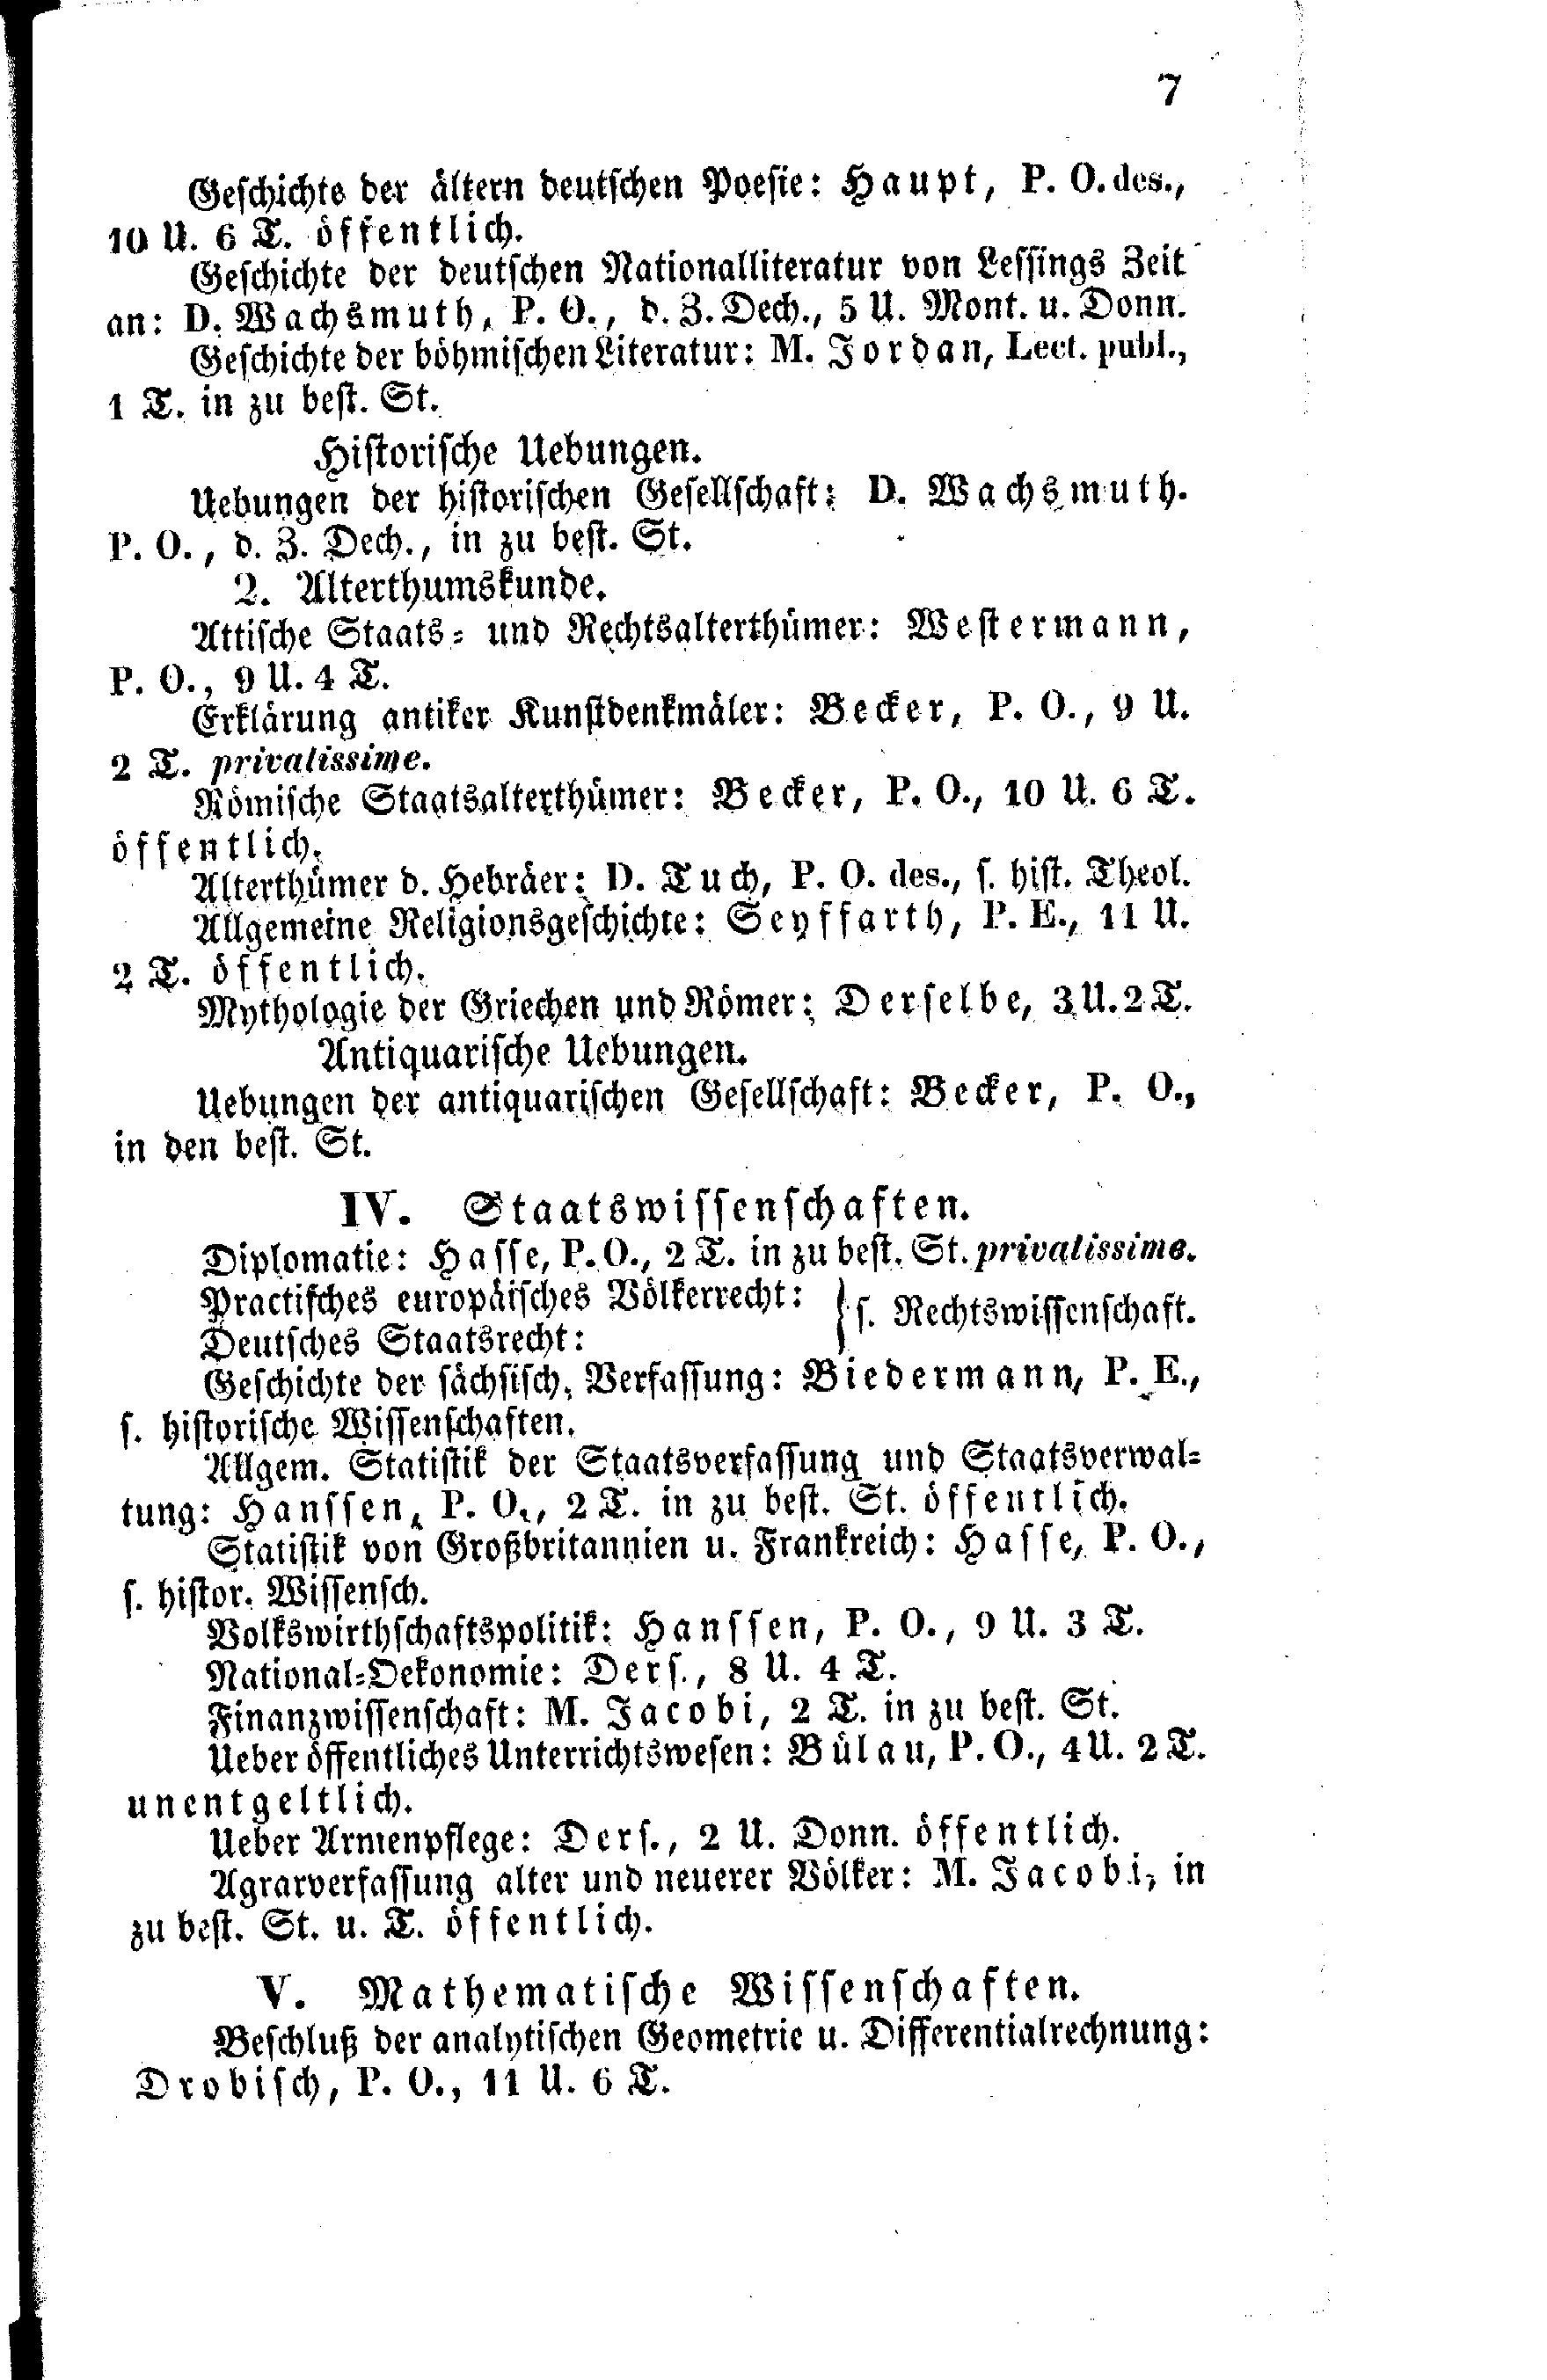 7
Geschichte der ältern deutschen Poesie: Haupt, P. O. des.,
10 U. 6 T. öffentlich.
Geschichte der deutschen Nationalliteratur von Lessings Zeit
an: D. Wachsmuth, P. O., d. Z. Dech., 5 U. Mont. u. Donn.
Geschichte der böhmischen Literatur: M. Jordan, Lect. publ.,
1 T. in zu best. St.
Historische Uebungen.
Uebungen der historischen Gesellschaft: D. Wachsmuth.
P. O., d. Z. Dech., in zu best. St.
2. Alterthumskunde.
Attische Staats- und Rechtsalterthümer: Westermann,
P. O., 9 U. 4 T.
Erklärung antiker Kunstdenkmäler: Becker, P. O., 9 U.
2 T. privatissime.
Römische Staatsalterthümer: Becker, P. O., 10 U. 6 T.
öffentlich.
Alterthümer d. Hebräer: D. Tuch, P. O. des., s. hist. Theol.
Allgemeine Religionsgeschichte: Seyffarth, P. E., 11 U.
2 T. öffentlich.
Mythologie der Griechen und Römer: Derselbe, 3 U. 2 T.
Antiquarische Uebungen.
Uebungen der antiquarischen Gesellschaft: Becker, P. O.,
in den best. St.
IV. Staatswissenschaften.
Diplomatie: Hasse, P. O., 2 T. in zu best. St. privatissime.
Practisches europäisches Völkerrecht: } s. Rechtswissenschaft.
Deutsches Staatsrecht:
Geschichte der sächsisch. Verfassung: Biedermann, P. E.,
s. historische Wissenschaften.
Allgem. Statistik der Staatsverfassung und Staatsverwal-
tung: Hanssen, P. O., 2 T. in zu best. St. öffentlich.
Statistik von Großbritannien u. Frankreich: Hasse, P. O.,
s. histor. Wissensch.
Volkswirthschaftspolitik: Hanssen, P. O., 9 U. 3 T.
National-Oekonomie: Ders., 8 U. 4 T.
Finanzwissenschaft: M. Jacobi, 2 T. in zu best. St.
Ueber öffentliches Unterrichtswesen: Bülau, P. O., 4 U. 2 T.
unentgeltlich.
Ueber Armenpflege: Ders., 2 U. Donn. öffentlich.
Agrarverfassung alter und neuerer Völker: M. Jacobi, in
zu best. St. u. T. öffentlich.
V. Mathematische Wissenschaften.
Beschluß der analytischen Geometrie u. Differentialrechnung:
Drobisch, P. O., 11 U. 6 T.